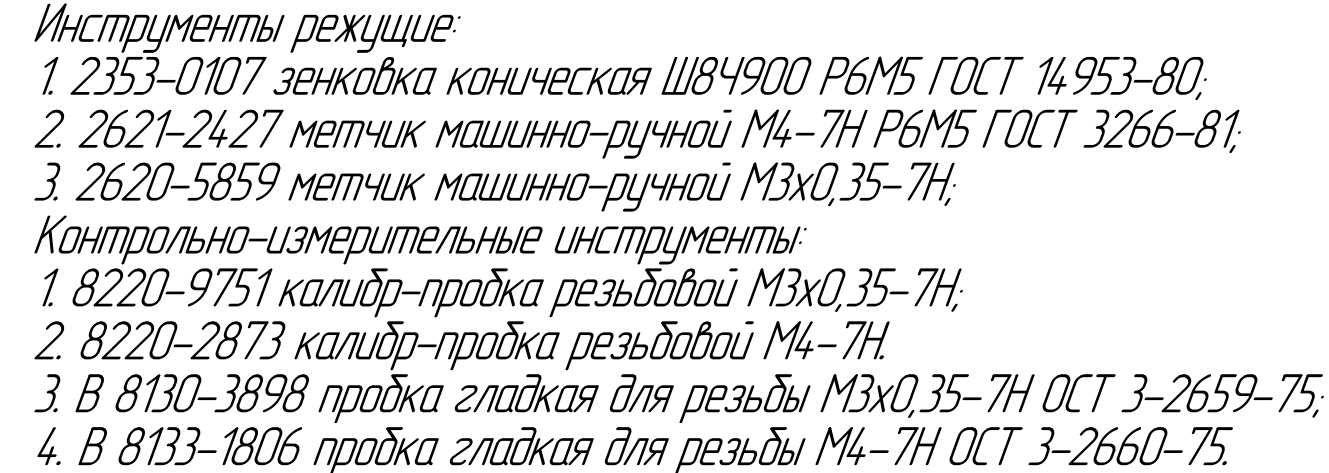 Инструменты режущие:
1. 2353-0107 зенковка коническая Ш8Ч900 Р6М5 ГОСТ 14953-80;
2. 2621-2427 метчик машинно-ручной М4-7Н Р6М5 ГОСТ 3266-81;
3. 2620-5859 метчик машинно-ручной М3х0,35-7Н;
Контрольно-измерительные инструменты:
1. 8220-9751 калибр-пробка резьбовой М3х0,35-7Н;
2. 8220-2873 калибр-пробка резьбовой М4-7Н.
3. В 8130-3898 пробка гладкая для резьбы М3х0,35-7Н ОСТ 3-2659-75;
4. В 8133-1806 пробка гладкая для резьбы М4-7Н ОСТ 3-2660-75.